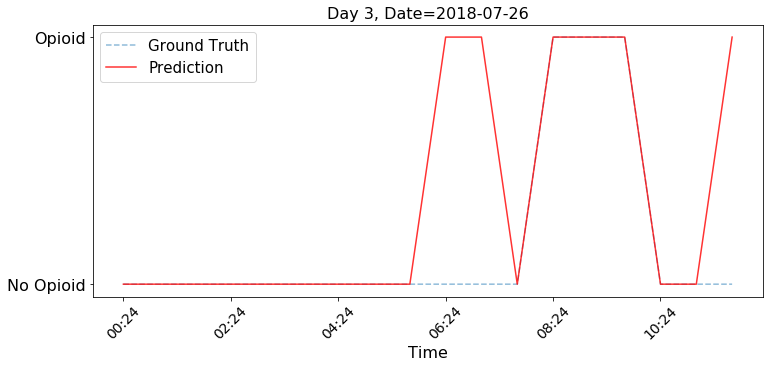 Day 3, Date=2018-07-26
Opioid
Ground Truth
Prediction
No Opioid
00:24
02:24
04:24
06:24
08:24
10:24
Time